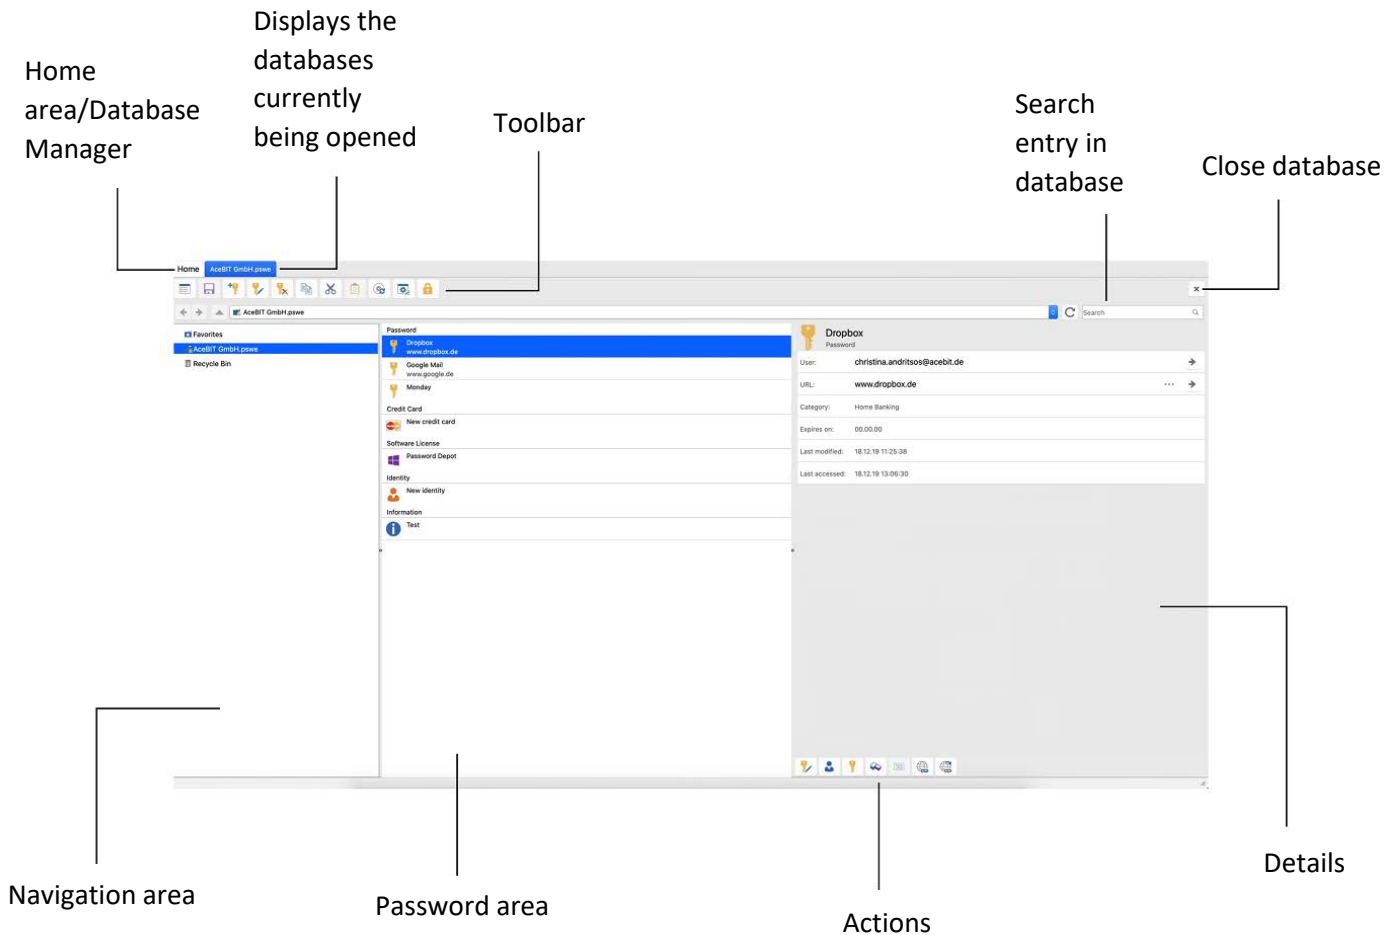 Displays the
databases
currently
being opened
Home
area/Database
Manager
Toolbar
Search
entry in
database
Close database
Home
AceBIT GmbH.pswe
AceBIT GmbH.pswe
Search
Favorites
AceBIT GmbH.pswe
Recycle Bin
Password
Dropbox
www.dropbox.de
Google Mail
www.google.de
Monday
Credit Card
New credit card
Software License
Password Depot
Identity
New identity
Information
Test
Dropbox
Password
User: christina.andritsos@acebit.de
URL: www.dropbox.de ...
Category: Home Banking
Expires on: 00.00.00
Last modified: 18.12.19 11:25:38
Last accessed: 18.12.19 13:06:30
Navigation area
Password area
Actions
Details